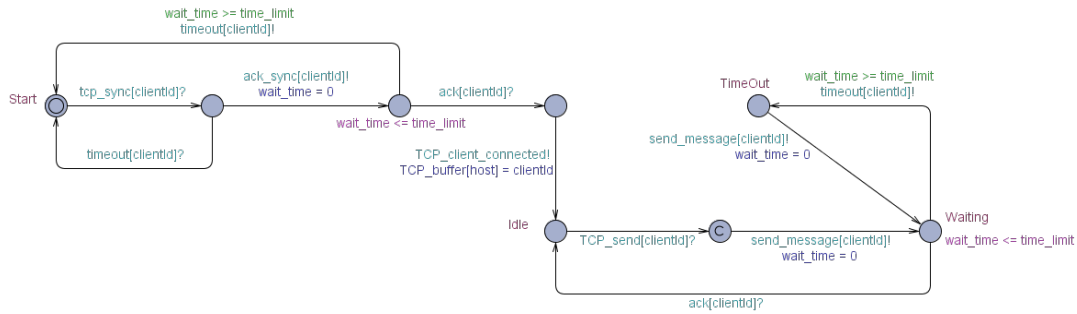 wait_time >= time_limit
timeout[clientId]!
Start
tcp_sync[clientId]?
ack_sync[clientId]!
wait_time = 0
ack[clientId]?
wait_time <= time_limit
timeout[clientId]?
TCP_client_connected!
TCP_buffer[host] = clientId
TimeOut
wait_time >= time_limit
timeout[clientId]!
send_message[clientId]!
wait_time = 0
Idle
TCP_send[clientId]?
C
send_message[clientId]!
wait_time = 0
Waiting
wait_time <= time_limit
ack[clientId]?